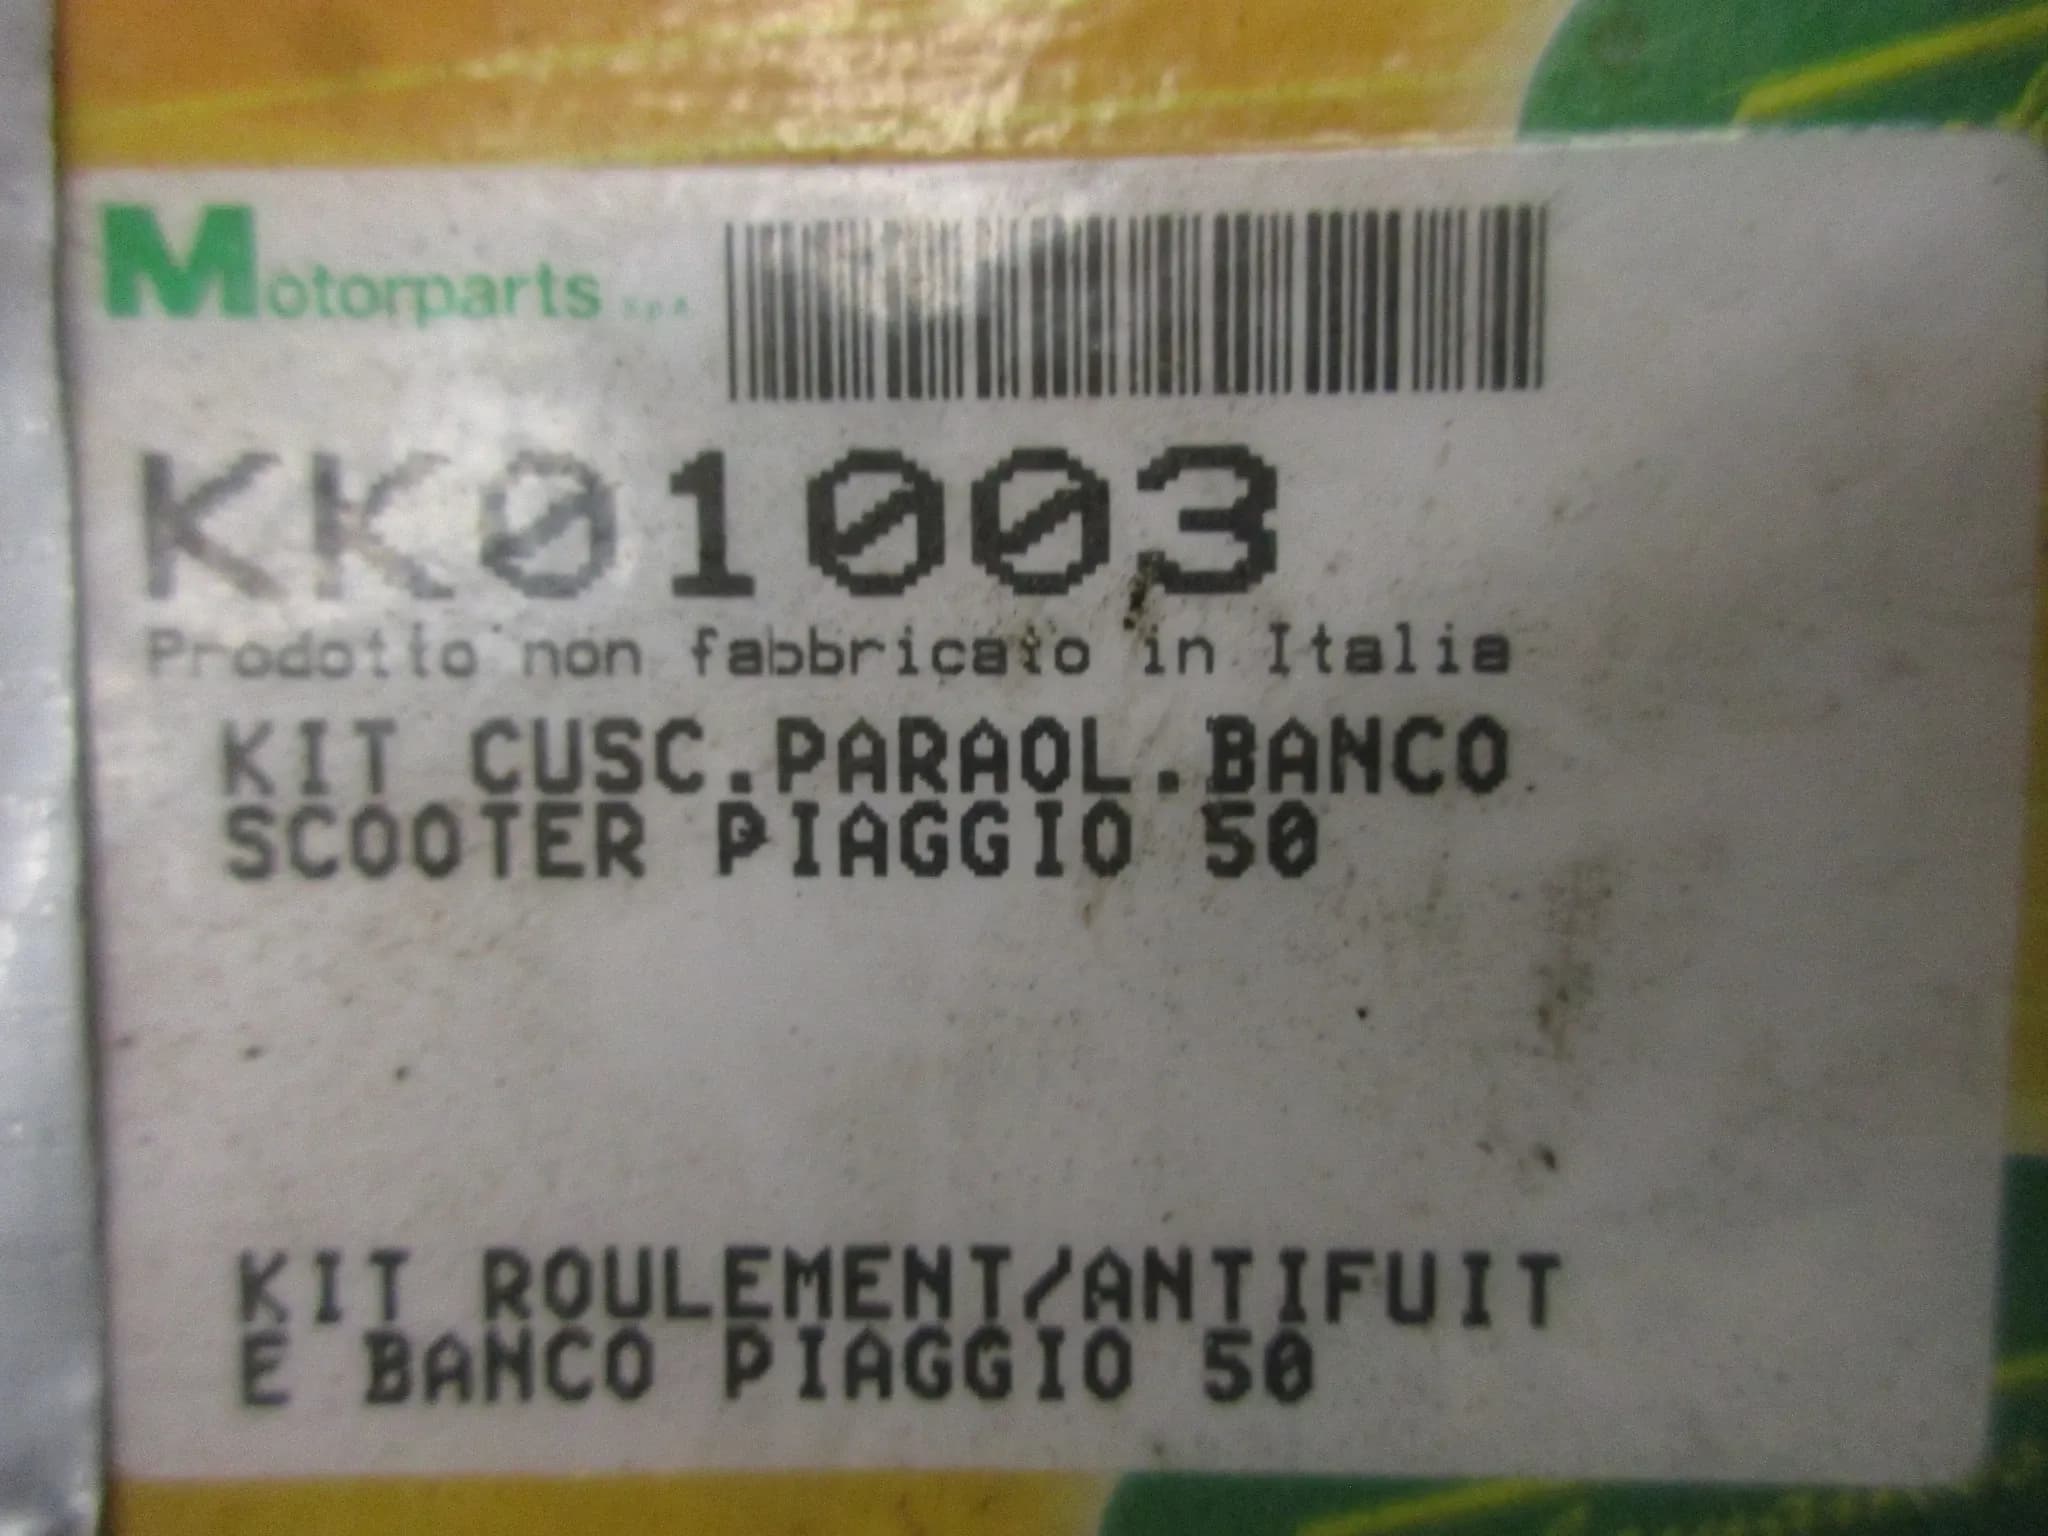 Motorparts S.p.A.
KK01003
Prodotto non fabbricato in Italia
KIT CUSC.PARAOL.BANCO
SCOOTER PIAGGIO 50
KIT ROULEMENT/ANTIFUIT
E BANCO PIAGGIO 50